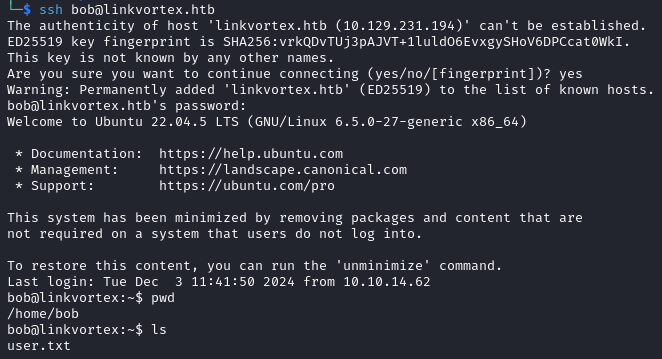 $ ssh bob@linkvortex.htb
The authenticity of host 'linkvortex.htb (10.129.231.194)' can't be established.
ED25519 key fingerprint is SHA256:vrkQDvTUj3pAJVT+1luldO6EvxgySHoV6DPCcat0WkI.
This key is not known by any other names.
Are you sure you want to continue connecting (yes/no/[fingerprint])? yes
Warning: Permanently added 'linkvortex.htb' (ED25519) to the list of known hosts.
bob@linkvortex.htb's password:
Welcome to Ubuntu 22.04.5 LTS (GNU/Linux 6.5.0-27-generic x86_64)

 * Documentation:  https://help.ubuntu.com
 * Management:     https://landscape.canonical.com
 * Support:        https://ubuntu.com/pro

This system has been minimized by removing packages and content that are
not required on a system that users do not log into.

To restore this content, you can run the 'unminimize' command.
Last login: Tue Dec  3 11:41:50 2024 from 10.10.14.62
bob@linkvortex:~$ pwd
/home/bob
bob@linkvortex:~$ ls
user.txt